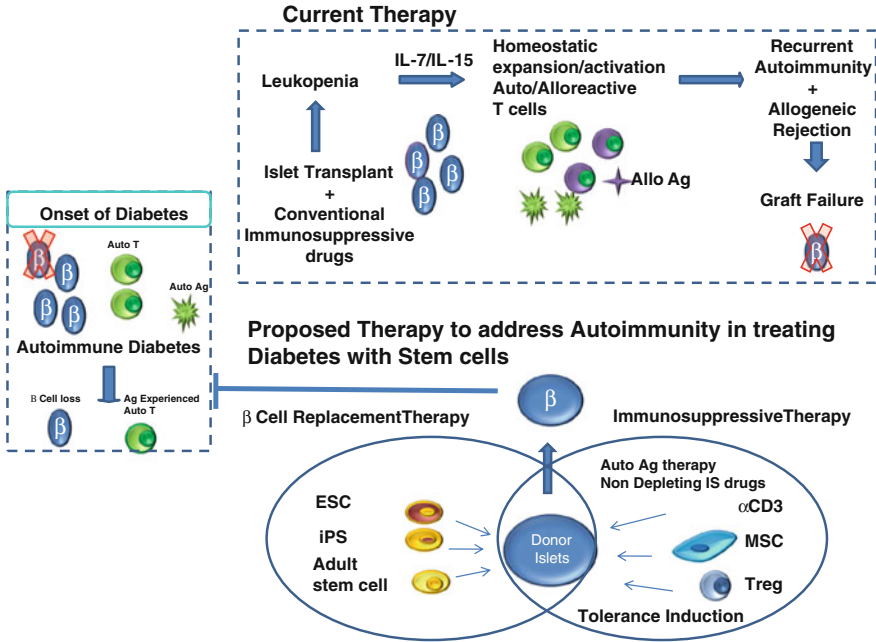 Current Therapy
Leukopenia
IL-7/IL-15
Homeostatic
expansion/activation
Auto/Alloreactive
T cells
Recurrent
Autoimmunity
+
Allogeneic
Rejection
Islet Transplant
+
Conventional
Immunosuppressive
drugs
β
β
β
β
Allo Ag
Graft Failure
β
Onset of Diabetes
β
β
β
β
Auto T
Auto Ag
Autoimmune Diabetes
β Cell loss
Ag Experienced
Auto T
β
Proposed Therapy to address Autoimmunity in treating
Diabetes with Stem cells
β
β Cell ReplacementTherapy
ImmunosuppressiveTherapy
ESC
iPS
Adult
stem cell
Donor
Islets
Auto Ag therapy
Non Depleting IS drugs
αCD3
MSC
Treg
Tolerance Induction